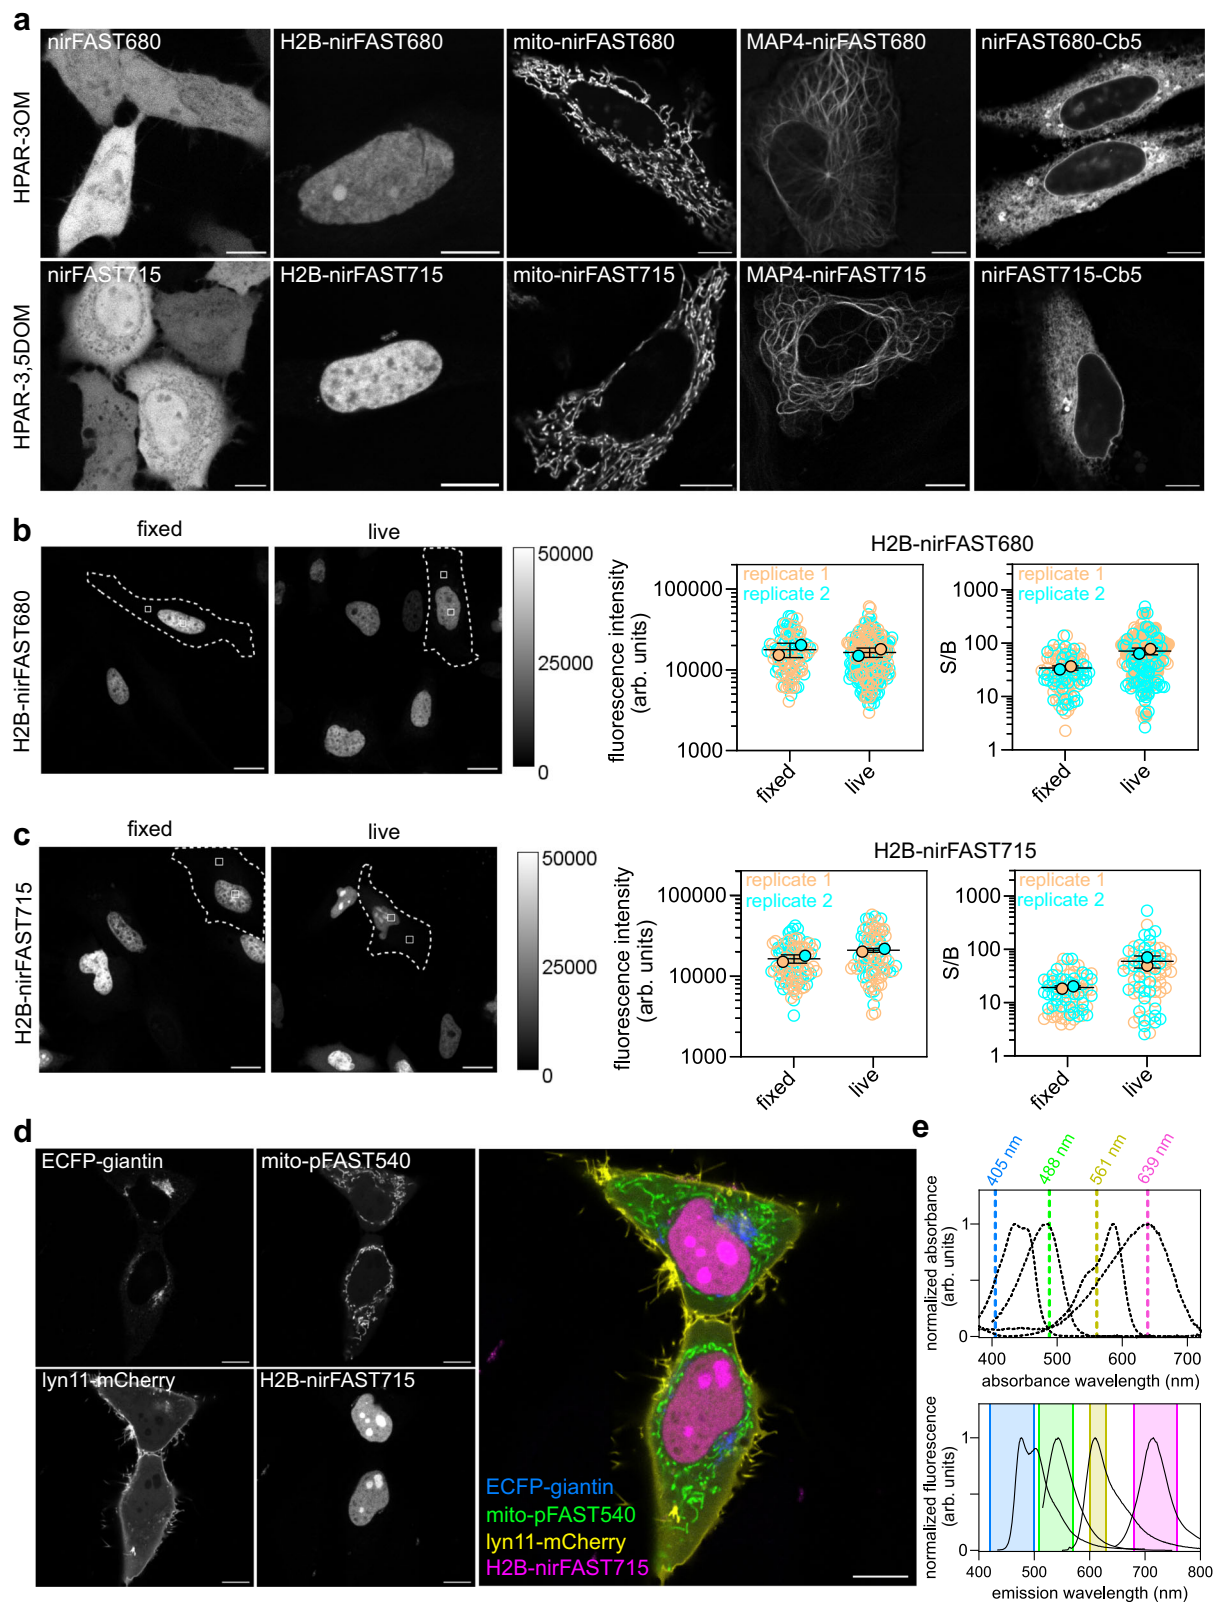 a
nirFAST680
H2B-nirFAST680
mito-nirFAST680
MAP4-nirFAST680
nirFAST680-Cb5
HPAR-3OM
nirFAST715
H2B-nirFAST715
mito-nirFAST715
MAP4-nirFAST715
nirFAST715-Cb5
HPAR-3,5DOM
b
fixed
live
H2B-nirFAST680
50000
25000
0
H2B-nirFAST680
fluorescence intensity
(arb. units)
100000
10000
1000
replicate 1
replicate 2
fixed
live
S/B
1000
100
10
1
replicate 1
replicate 2
fixed
live
c
fixed
live
H2B-nirFAST715
50000
25000
0
H2B-nirFAST715
fluorescence intensity
(arb. units)
100000
10000
1000
replicate 1
replicate 2
fixed
live
S/B
1000
100
10
1
replicate 1
replicate 2
fixed
live
d
ECFP-giantin
mito-pFAST540
lyn11-mCherry
H2B-nirFAST715
ECFP-giantin
mito-pFAST540
lyn11-mCherry
H2B-nirFAST715
e
405 nm
488 nm
561 nm
639 nm
normalized absorbance
(arb. units)
1
0
400 500 600 700
absorbance wavelength (nm)
normalized fluorescence
(arb. units)
1
0
400 500 600 700 800
emission wavelength (nm)